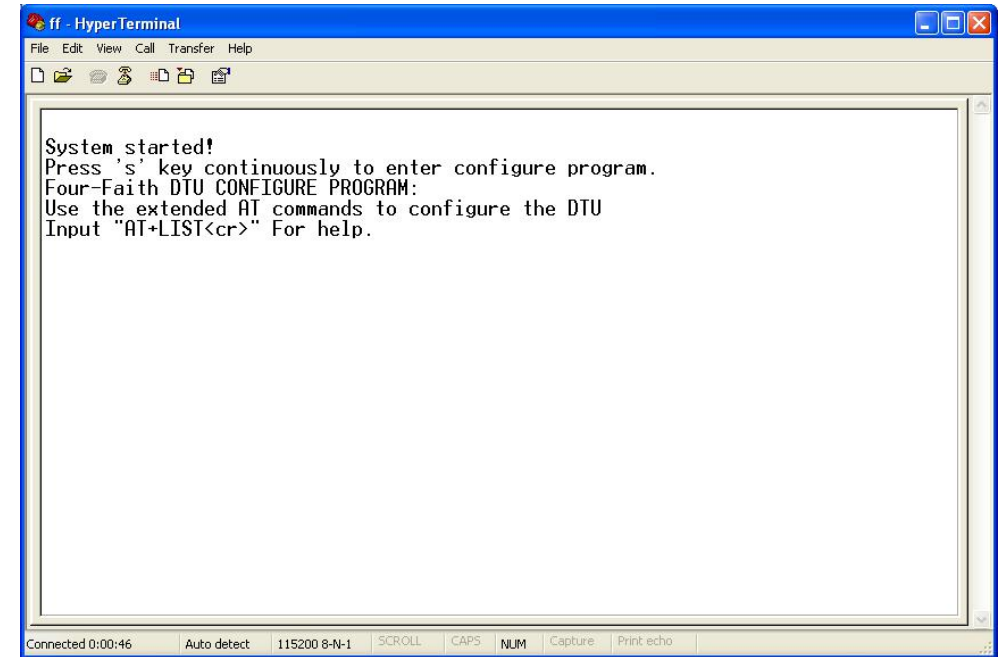 ff - HyperTerminal
File Edit View Call Transfer Help
System started!
Press 's' key continuously to enter configure program.
Four-Faith DTU CONFIGURE PROGRAM:
Use the extended AT commands to configure the DTU
Input "AT+LIST<cr>" For help.
Connected 0:00:46 Auto detect 115200 8-N-1 SCROLL CAPS NUM Capture Print echo